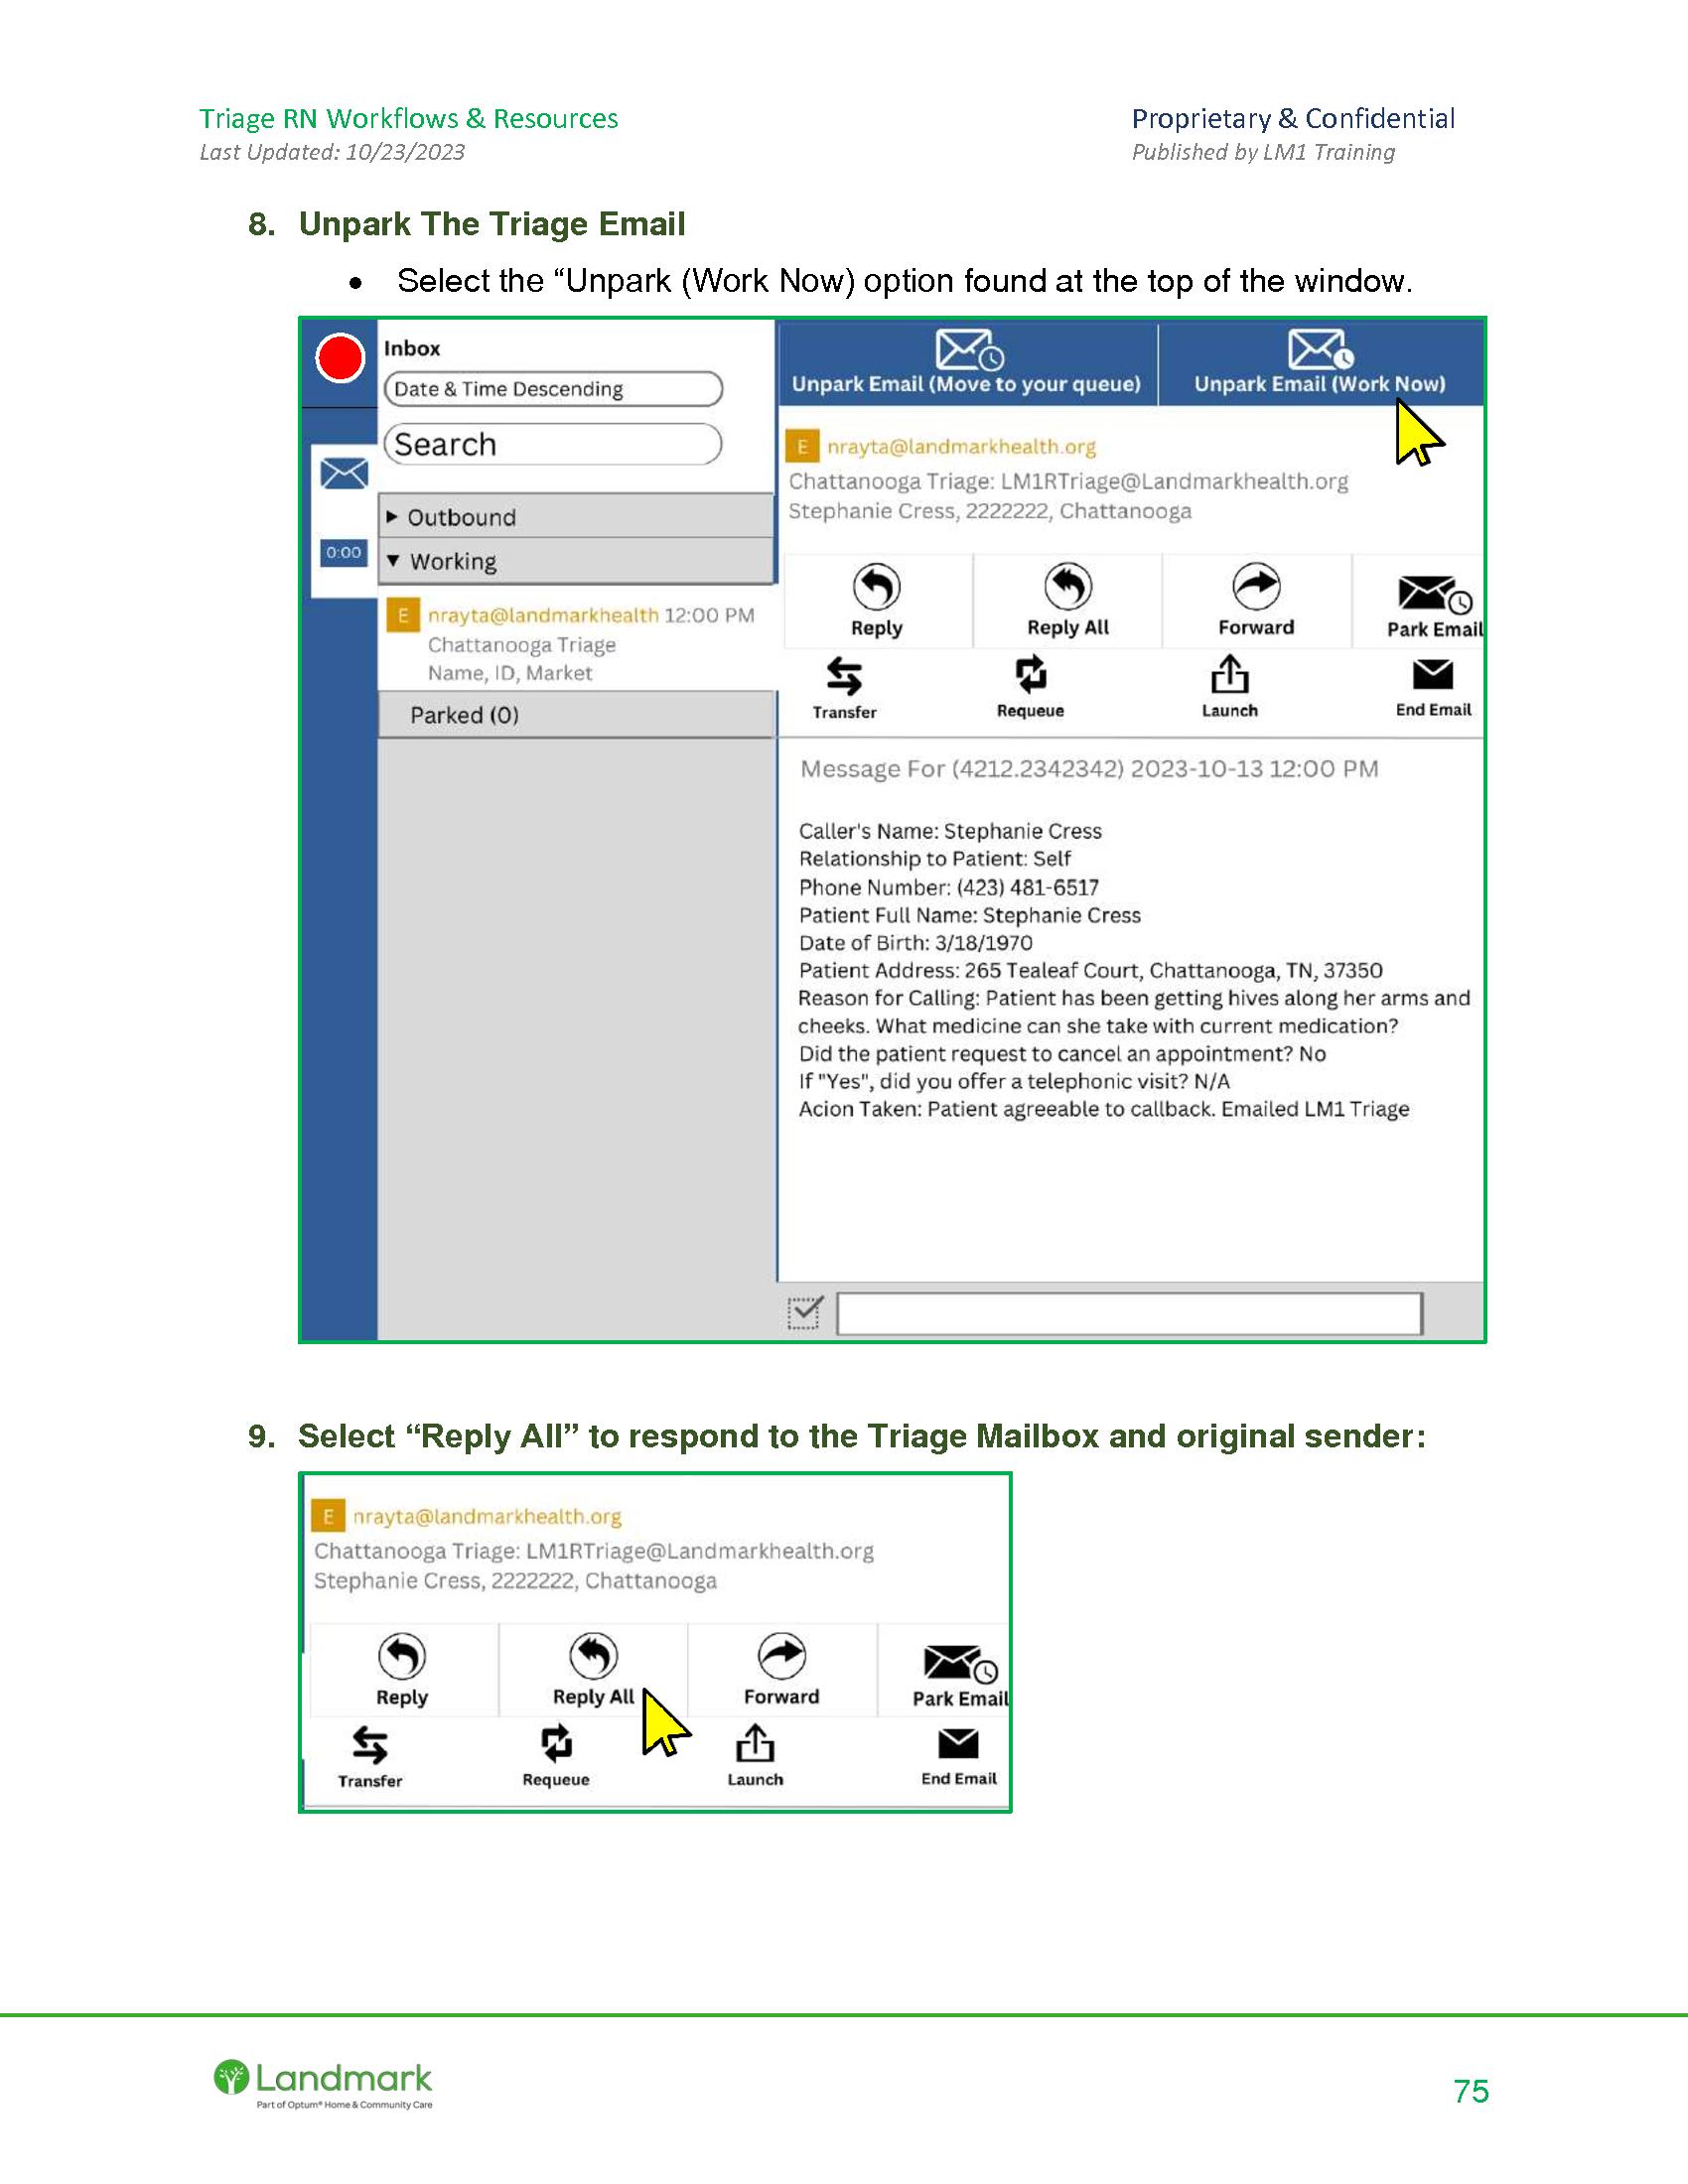 Triage RN Workflows & Resources
Proprietary & Confidential
Last Updated: 10/23/2023
Published by LM1 Training
8. Unpark The Triage Email
• Select the “Unpark (Work Now) option found at the top of the window.
Inbox
Date & Time Descending
Search
0:00
Outbound
Working
E nrayta@landmarkhealth 12:00 PM
Chattanooga Triage
Name, ID, Market
Parked (0)
Unpark Email (Move to your queue)
Unpark Email (Work Now)
E nrayta@landmarkhealth.org
Chattanooga Triage: LM1RTriage@Landmarkhealth.org
Stephanie Cress, 2222222, Chattanooga
Reply
Reply All
Forward
Park Email
Transfer
Requeue
Launch
End Email
Message For (4212.2342342) 2023-10-13 12:00 PM
Caller's Name: Stephanie Cress
Relationship to Patient: Self
Phone Number: (423) 481-6517
Patient Full Name: Stephanie Cress
Date of Birth: 3/18/1970
Patient Address: 265 Tealeaf Court, Chattanooga, TN, 37350
Reason for Calling: Patient has been getting hives along her arms and
cheeks. What medicine can she take with current medication?
Did the patient request to cancel an appointment? No
If "Yes", did you offer a telephonic visit? N/A
Acion Taken: Patient agreeable to callback. Emailed LM1 Triage
9. Select “Reply All” to respond to the Triage Mailbox and original sender:
E nrayta@landmarkhealth.org
Chattanooga Triage: LM1RTriage@Landmarkhealth.org
Stephanie Cress, 2222222, Chattanooga
Reply
Reply All
Forward
Park Email
Transfer
Requeue
Launch
End Email
Landmark
Part of Optum® Home & Community Care
75